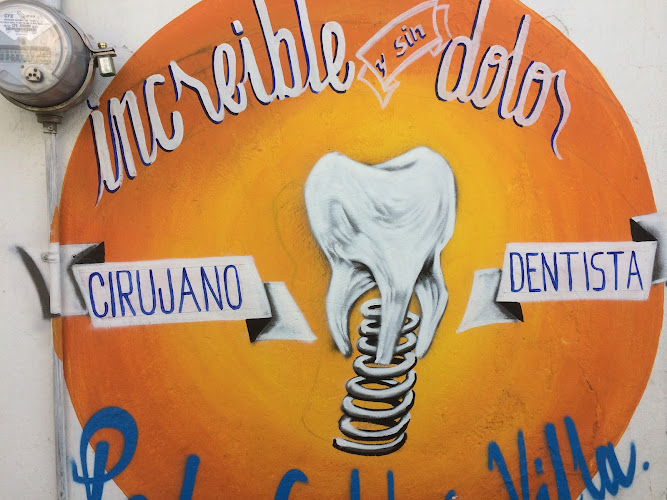 increible y sin dolor
CIRUJANO DENTISTA
Villa.